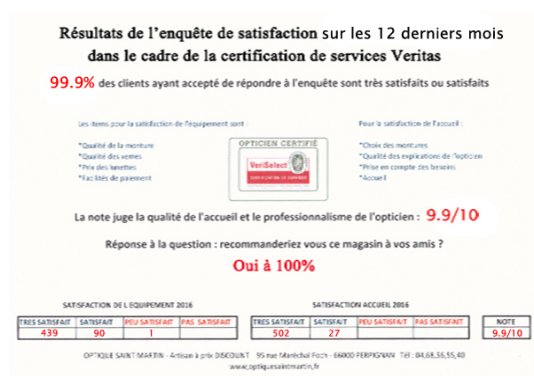 Résultats de l'enquête de satisfaction sur les 12 derniers mois
dans le cadre de la certification de services Veritas
99.9% des clients ayant accepté de répondre à l'enquête sont très satisfaits ou satisfaits
Les items pour la satisfaction de l'équipement sont :
*Qualité de la monture
*Qualité des verres
*Prix des lunettes
*Facilités de paiement
OPTICIEN CERTIFIÉ
VeriSelect
Pour la satisfaction de l'accueil :
*Choix des montures
*Qualité des explications de l'opticien
*Prise en compte des besoins
*Accueil
La note juge la qualité de l'accueil et le professionnalisme de l'opticien : 9.9/10
Réponse à la question : recommanderiez vous ce magasin à vos amis ?
Oui à 100%
SATISFACTION DE L EQUIPEMENT 2016
TRES SATISFAIT SATISFAIT PEU SATISFAIT PAS SATISFAIT
439 90 1
SATISFACTION ACCUEIL 2016
TRES SATISFAIT SATISFAIT PEU SATISFAIT PAS SATISFAIT
502 27
NOTE
9.9/10
OPTIQUE SAINT MARTIN - Artisan à prix DISCOUNT 95 rue Maréchal Foch - 66000 PERPIGNAN Tél : 04,68,56,55,40
www.optiquesaintmartin.fr